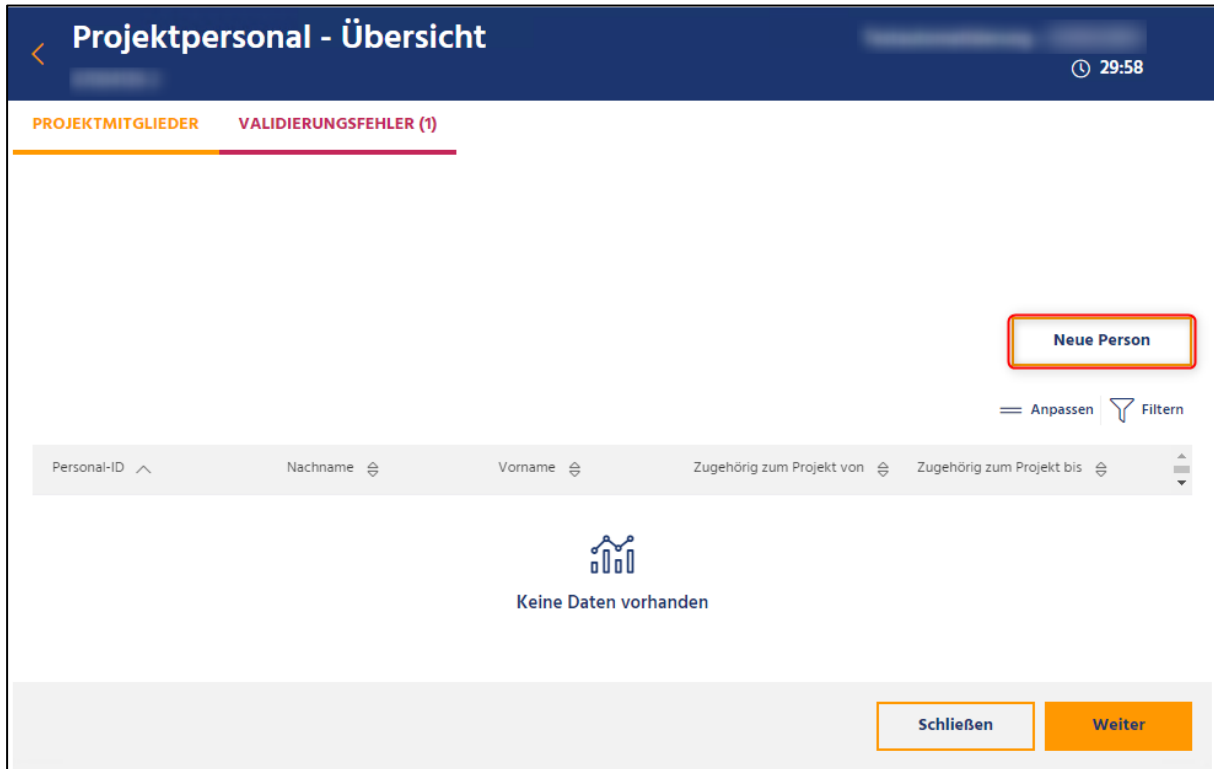 Projektpersonal - Übersicht
29:58
PROJEKTMITGLIEDER VALIDIERUNGSFEHLER (1)
Neue Person
Anpassen Filtern
Personal-ID Nachname Vorname Zugehörig zum Projekt von Zugehörig zum Projekt bis
Keine Daten vorhanden
Schließen Weiter